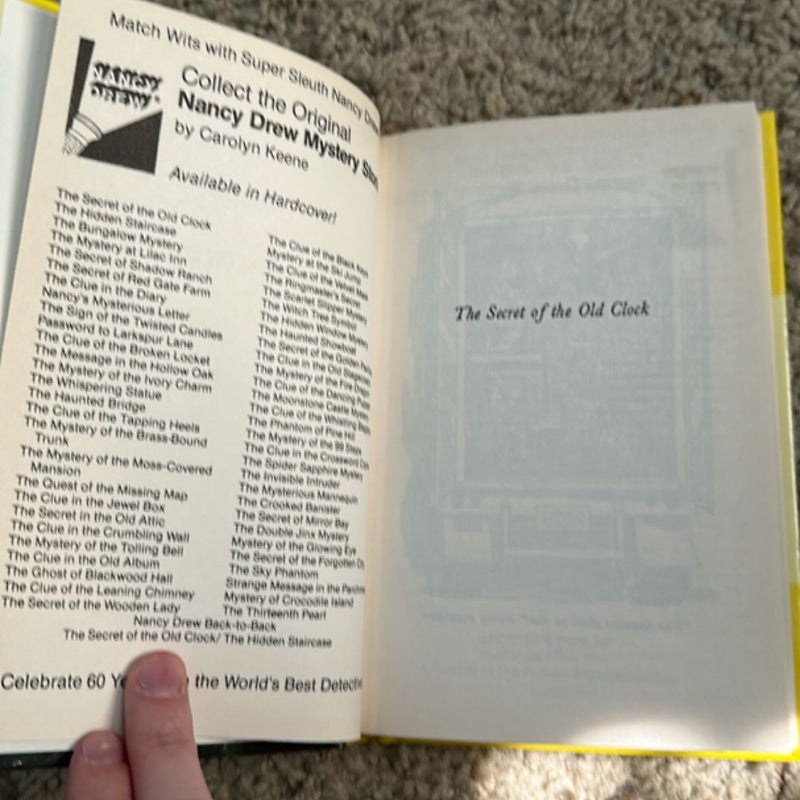 Match Wits with Super Sleuth Nancy Drew
NANCY
DREW
Collect the Original
Nancy Drew Mystery
by Carolyn Keene
Available in Hardcover!
The Secret of the Old Clock
The Hidden Staircase
The Bungalow Mystery
The Mystery at Lilac Inn
The Secret of Shadow Ranch
The Secret of Red Gate Farm
The Clue in the Diary
Nancy's Mysterious Letter
The Sign of the Twisted Candles
Password to Larkspur Lane
The Clue of the Broken Locket
The Message in the Hollow Oak
The Mystery of the Ivory Charm
The Whispering Statue
The Haunted Bridge
The Clue of the Tapping Heels
The Mystery of the Brass-Bound
Trunk
The Mystery of the Moss-Covered
Mansion
The Quest of the Missing Map
The Clue in the Jewel Box
The Secret in the Old Attic
The Clue in the Crumbling Wall
The Mystery of the Tolling Bell
The Clue in the Old Album
The Ghost of Blackwood Hall
The Clue of the Leaning Chimney
The Secret of the Wooden Lady
The Clue of the Black
Mystery at the Ski Jump
The Clue of the Velvet
The Ringmaster's Secret
The Scarlet Slipper Mystery
The Witch Tree Symbol
The Hidden Window Mystery
The Haunted Showboat
The Secret of the Golden
The Clue in the Old
The Mystery of the Fire
The Clue of the Dancing
The Moonstone Castle Mystery
The Clue of the Whistling
The Phantom of Pine Hill
The Mystery of the 99 Steps
The Clue in the Crossword
The Spider Sapphire Mystery
The Invisible Intruder
The Mysterious Mannequin
The Crooked Banister
The Secret of Mirror Bay
The Double Jinx Mystery
Mystery of the Glowing Eye
The Secret of the Forgotten
The Sky Phantom
Strange Message in the
Mystery of Crocodile Island
The Thirteenth Pearl
Nancy Drew Back-to-Back
The Secret of the Old Clock/ The Hidden Staircase
Celebrate 60 the World's Best
The Secret of the Old Clock